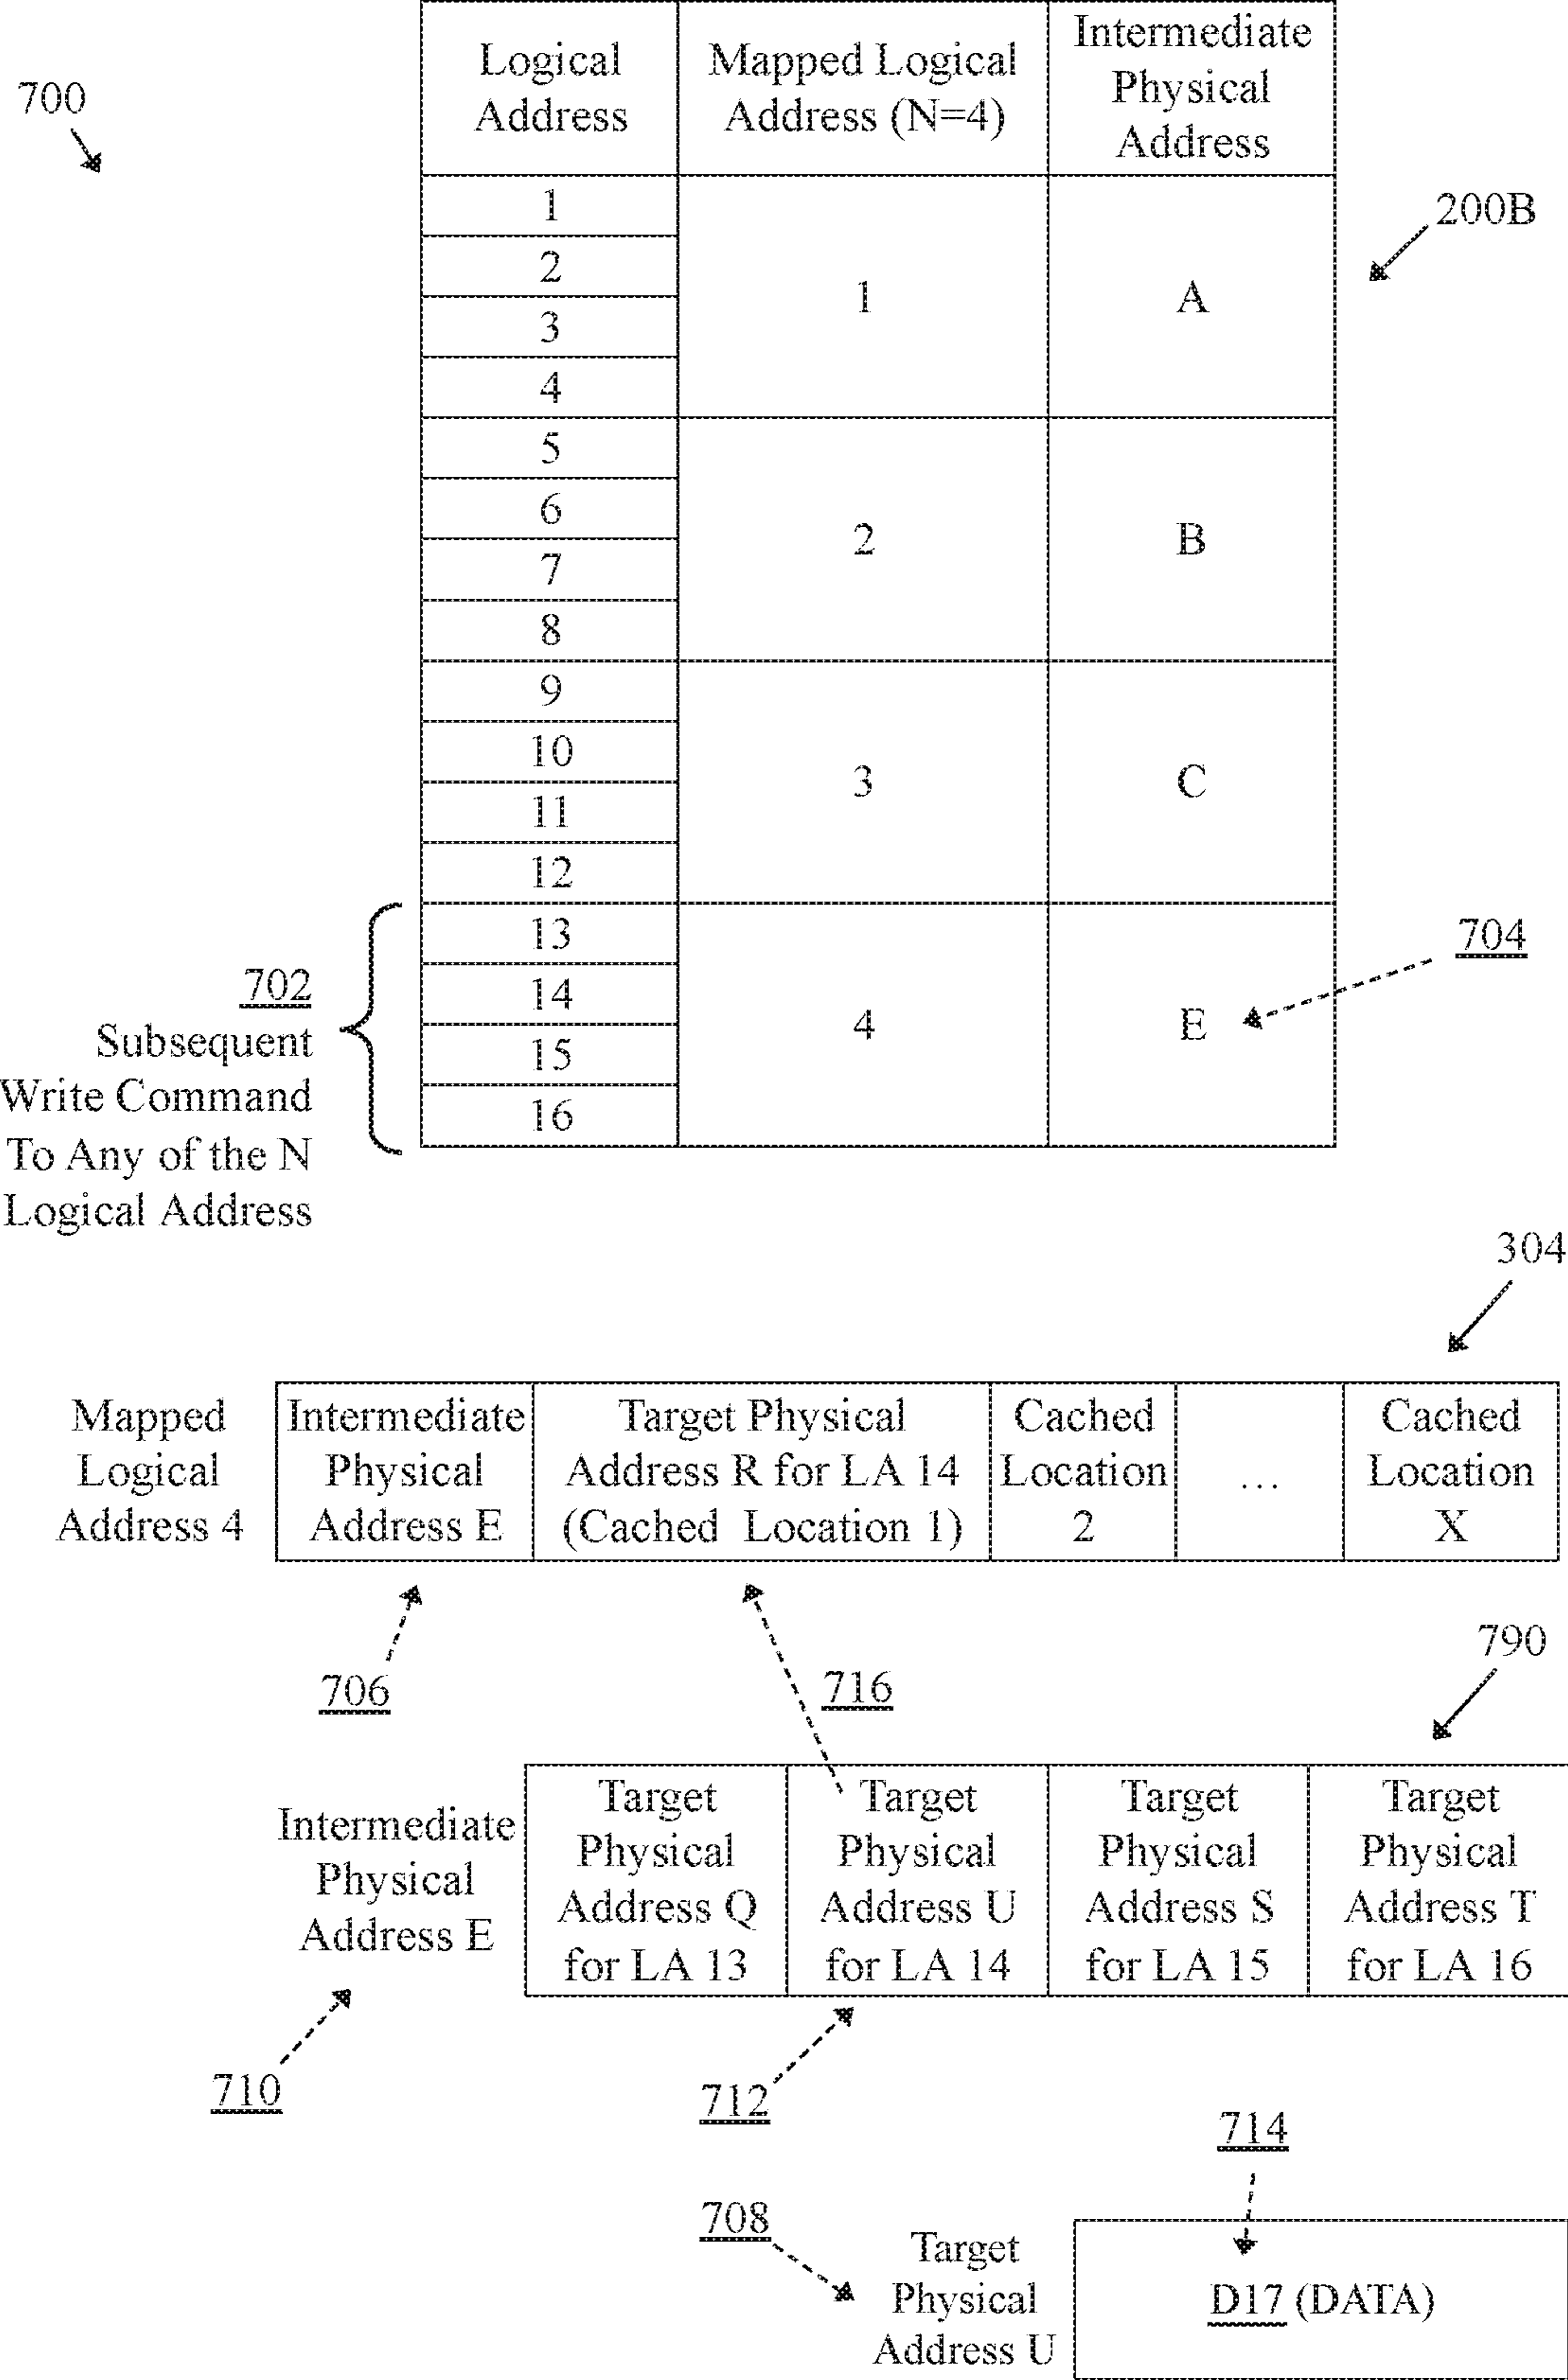 700
Logical
Address
Mapped Logical
Address (N=4)
Intermediate
Physical
Address
200B
1
2
3
4
1
A
5
6
7
8
2
B
9
10
11
12
3
C
13
14
15
16
4
E
704
702
Subsequent
Write Command
To Any of the N
Logical Address
304
Mapped
Logical
Address 4
Intermediate
Physical
Address E
Target Physical
Address R for LA 14
(Cached Location 1)
Cached
Location
2
...
Cached
Location
X
706
716
790
Intermediate
Physical
Address E
Target
Physical
Address Q
for LA 13
Target
Physical
Address U
for LA 14
Target
Physical
Address S
for LA 15
Target
Physical
Address T
for LA 16
710
712
714
708
Target
Physical
Address U
D17 (DATA)